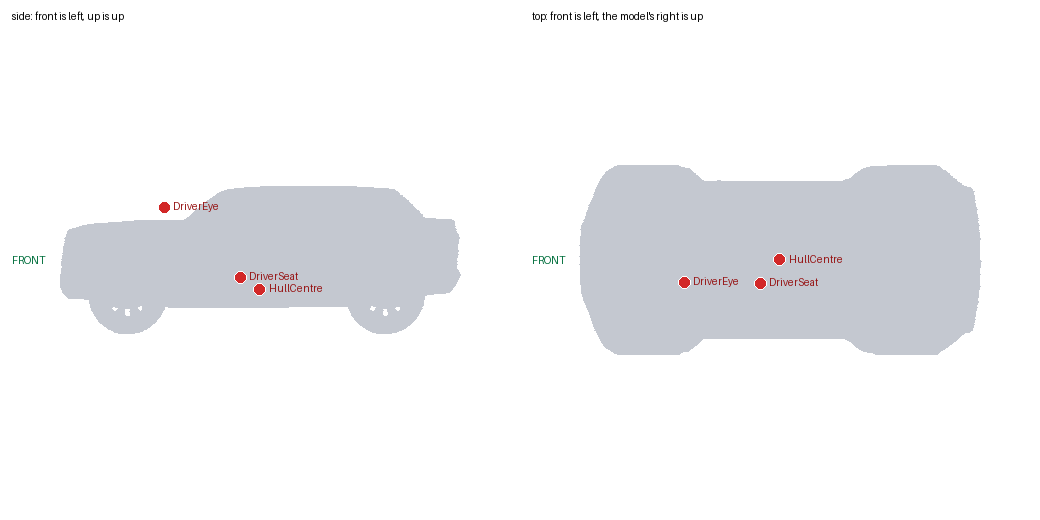 side: front is left, up is up
top: front is left, the model's right is up
DriverEye
FRONT
DriverSeat
HullCentre
FRONT
HullCentre
DriverEye
DriverSeat